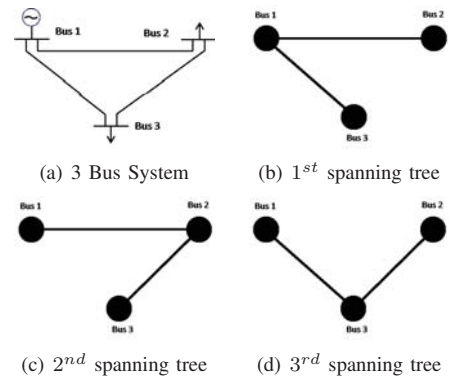 Bus 1
Bus 2
Bus 3
(a) 3 Bus System
Bus 1
Bus 2
Bus 3
(b) 1st spanning tree
Bus 1
Bus 2
Bus 3
(c) 2nd spanning tree
Bus 1
Bus 2
Bus 3
(d) 3rd spanning tree